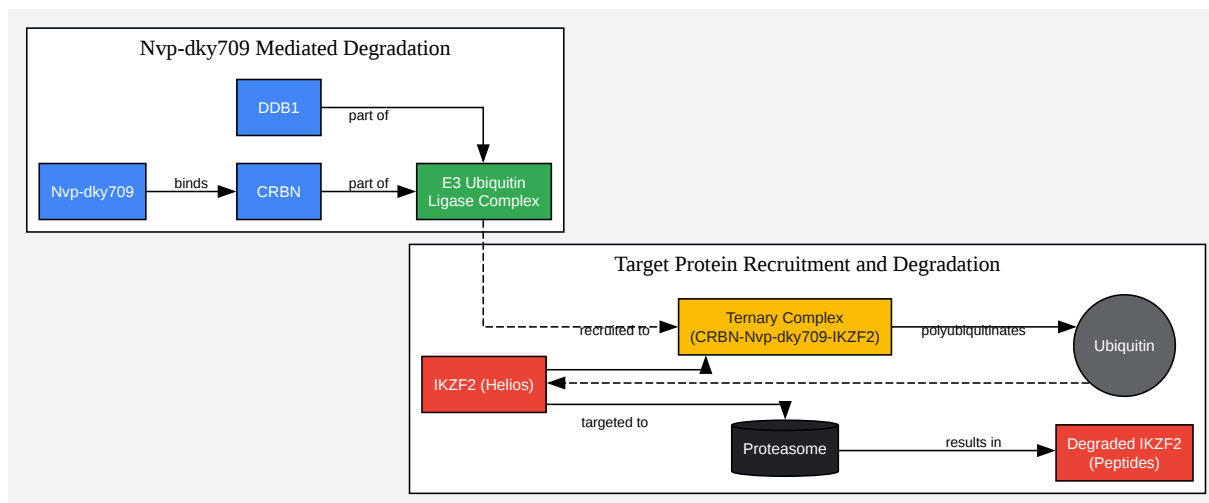 Nvp-dky709 Mediated Degradation
DDB1
part of
Nvp-dky709
binds
CRBN
part of
E3 Ubiquitin
Ligase Complex
Target Protein Recruitment and Degradation
recruited to
Ternary Complex
(CRBN-Nvp-dky709-IKZF2)
polyubiquitinates
Ubiquitin
IKZF2 (Helios)
targeted to
Proteasome
results in
Degraded IKZF2
(Peptides)